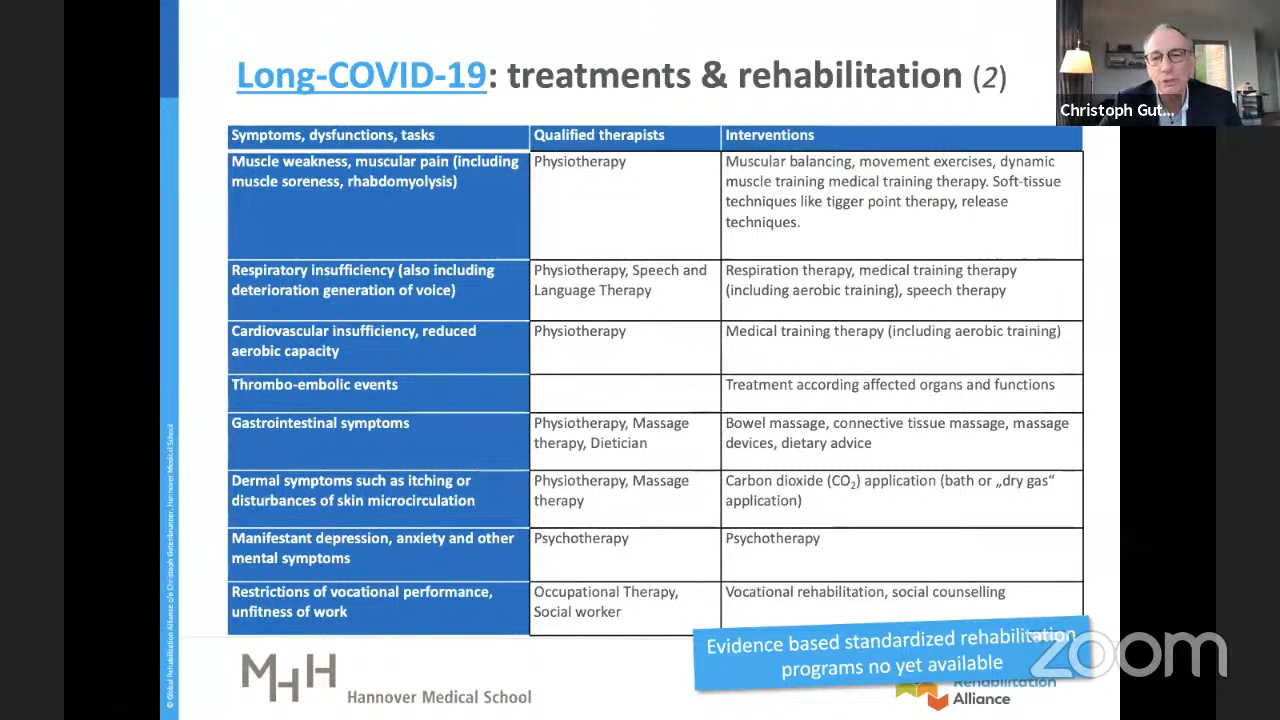 Long-COVID-19: treatments & rehabilitation (2)
Christoph Gut...
Symptoms, dysfunctions, tasks
Qualified therapists
Interventions
Muscle weakness, muscular pain (including
muscle soreness, rhabdomyolysis)
Physiotherapy
Muscular balancing, movement exercises, dynamic
muscle training medical training therapy. Soft-tissue
techniques like tigger point therapy, release
techniques.
Respiratory insufficiency (also including
deterioration generation of voice)
Physiotherapy, Speech and
Language Therapy
Respiration therapy, medical training therapy
(including aerobic training), speech therapy
Cardiovascular insufficiency, reduced
aerobic capacity
Physiotherapy
Medical training therapy (including aerobic training)
Thrombo-embolic events
Treatment according affected organs and functions
Gastrointestinal symptoms
Physiotherapy, Massage
therapy, Dietician
Bowel massage, connective tissue massage, massage
devices, dietary advice
Dermal symptoms such as itching or
disturbances of skin microcirculation
Physiotherapy, Massage
therapy
Carbon dioxide (CO₂) application (bath or „dry gas“
application)
Manifestant depression, anxiety and other
mental symptoms
Psychotherapy
Psychotherapy
Restrictions of vocational performance,
unfitness of work
Occupational Therapy,
Social worker
Vocational rehabilitation, social counselling
Evidence based standardized rehabilitation
programs no yet available
zoom
MHH
Hannover Medical School
Rehabilitation
Alliance
© Global Rehabilitation Alliance c/o Christoph Gutenbrunner, Hannover Medical School